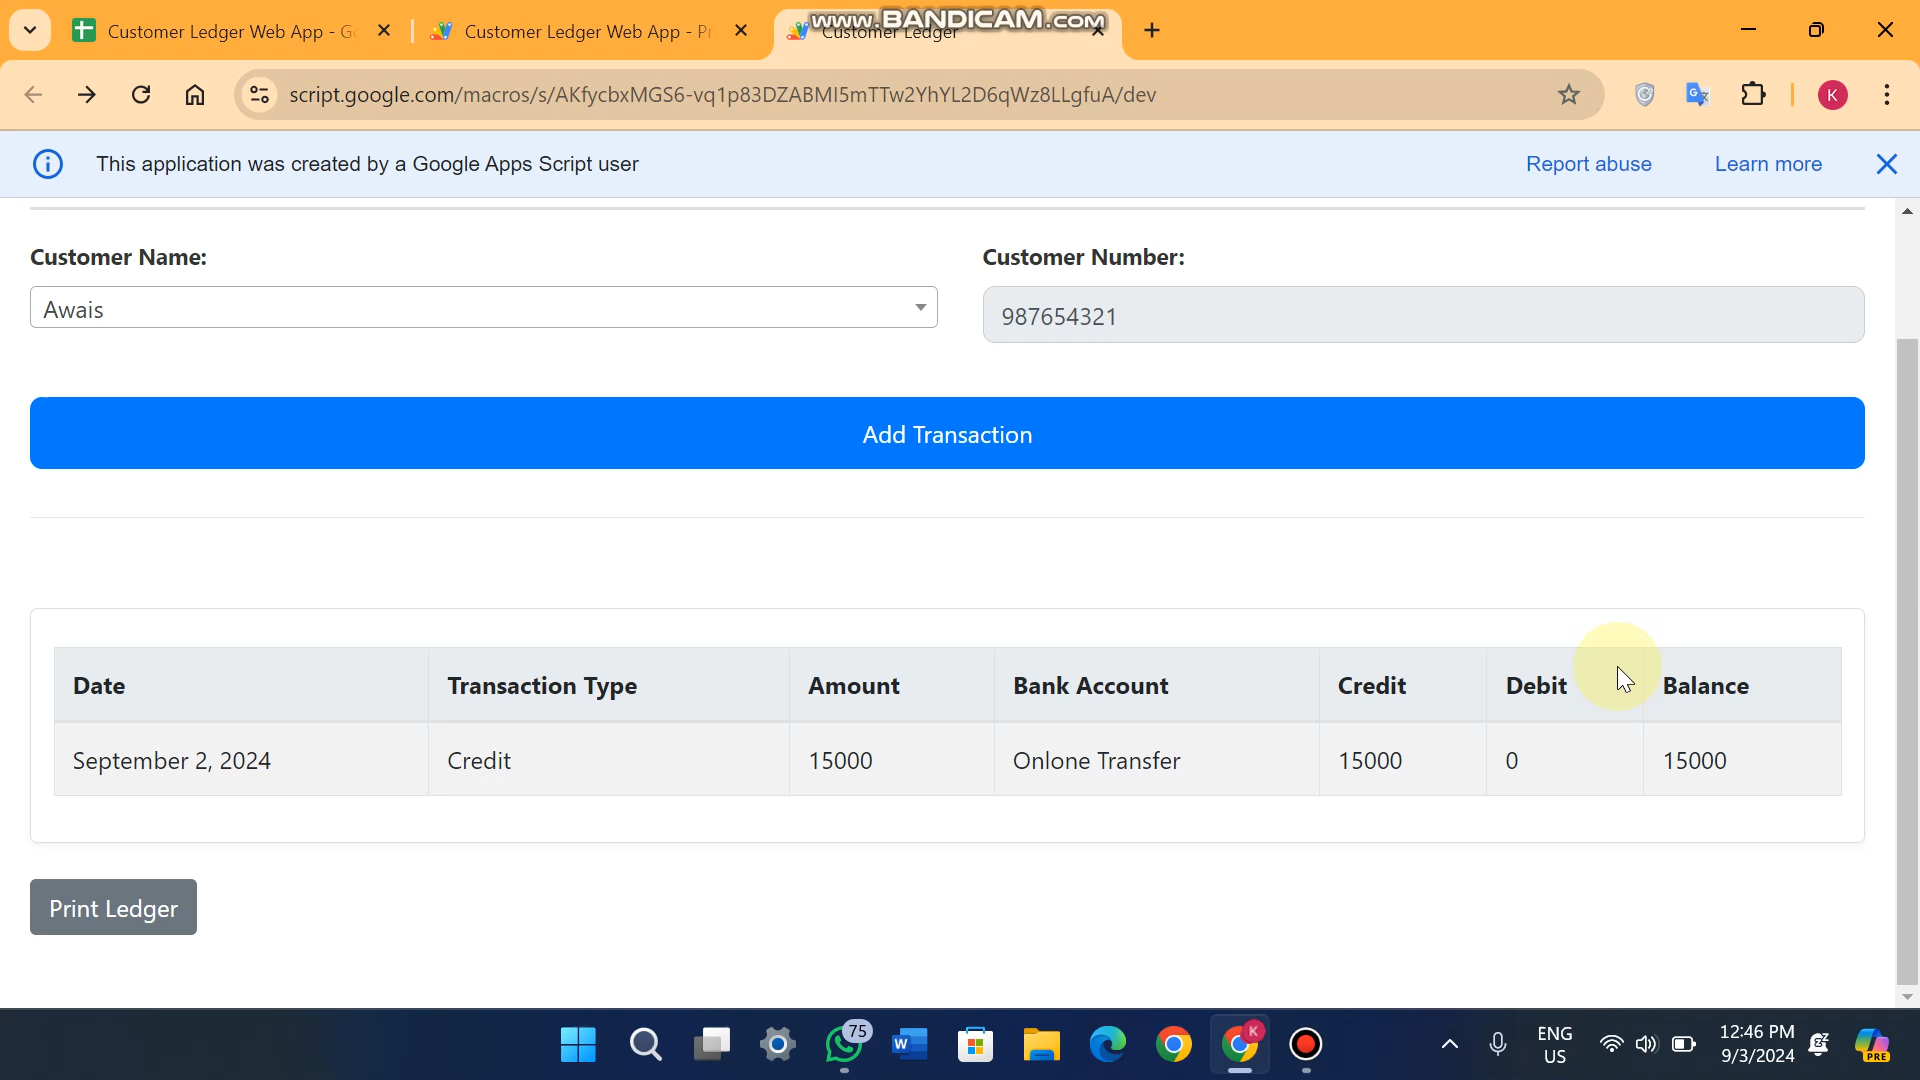 Customer Ledger Web App - G
Customer Ledger Web App - Pr
Customer Ledger
www.BANDICAM.COM
script.google.com/macros/s/AKfycbxMGS6-vq1p83DZABMI5mTTw2YhYL2D6qWz8LLgfuA/dev
K
This application was created by a Google Apps Script user
Report abuse
Learn more
Customer Name:
Customer Number:
Awais
987654321
Add Transaction
Date Transaction Type Amount Bank Account Credit Debit Balance
September 2, 2024 Credit 15000 Onlone Transfer 15000 0 15000
Print Ledger
75
W
K
ENG
US
12:46 PM
9/3/2024
PRE